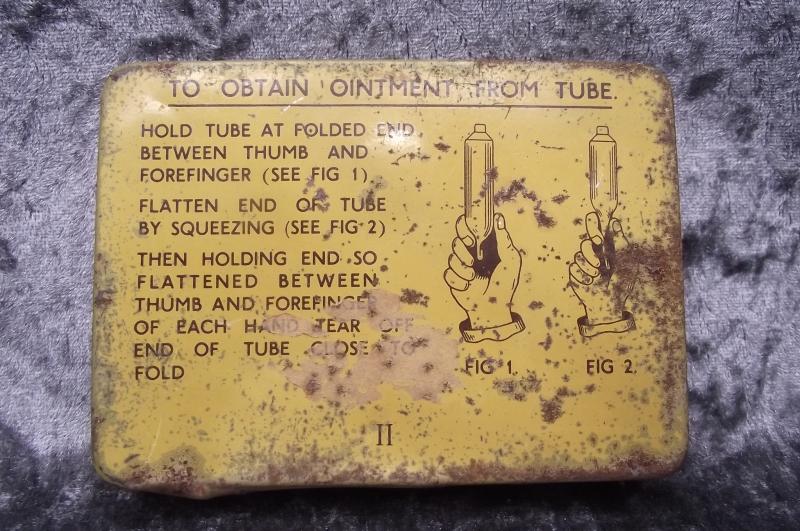 TO OBTAIN OINTMENT FROM TUBE.
HOLD TUBE AT FOLDED END
BETWEEN THUMB AND
FOREFINGER (SEE FIG 1)
FLATTEN END OF TUBE
BY SQUEEZING (SEE FIG 2)
THEN HOLDING END SO
FLATTENED BETWEEN
THUMB AND FOREFINGER
OF EACH HAND TEAR OFF
END OF TUBE CLOSE TO
FOLD
FIG 1. FIG 2.
II